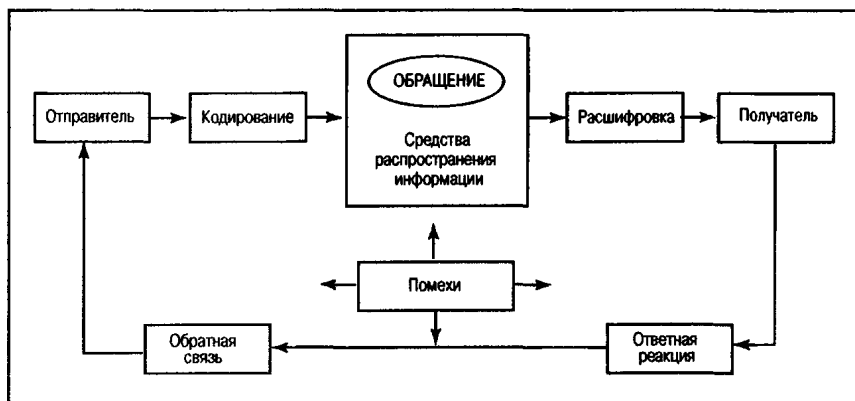 ОБРАЩЕНИЕ
Отправитель
Кодирование
Средства
распространения
информации
Расшифровка
Получатель
Помехи
Обратная
связь
Ответная
реакция